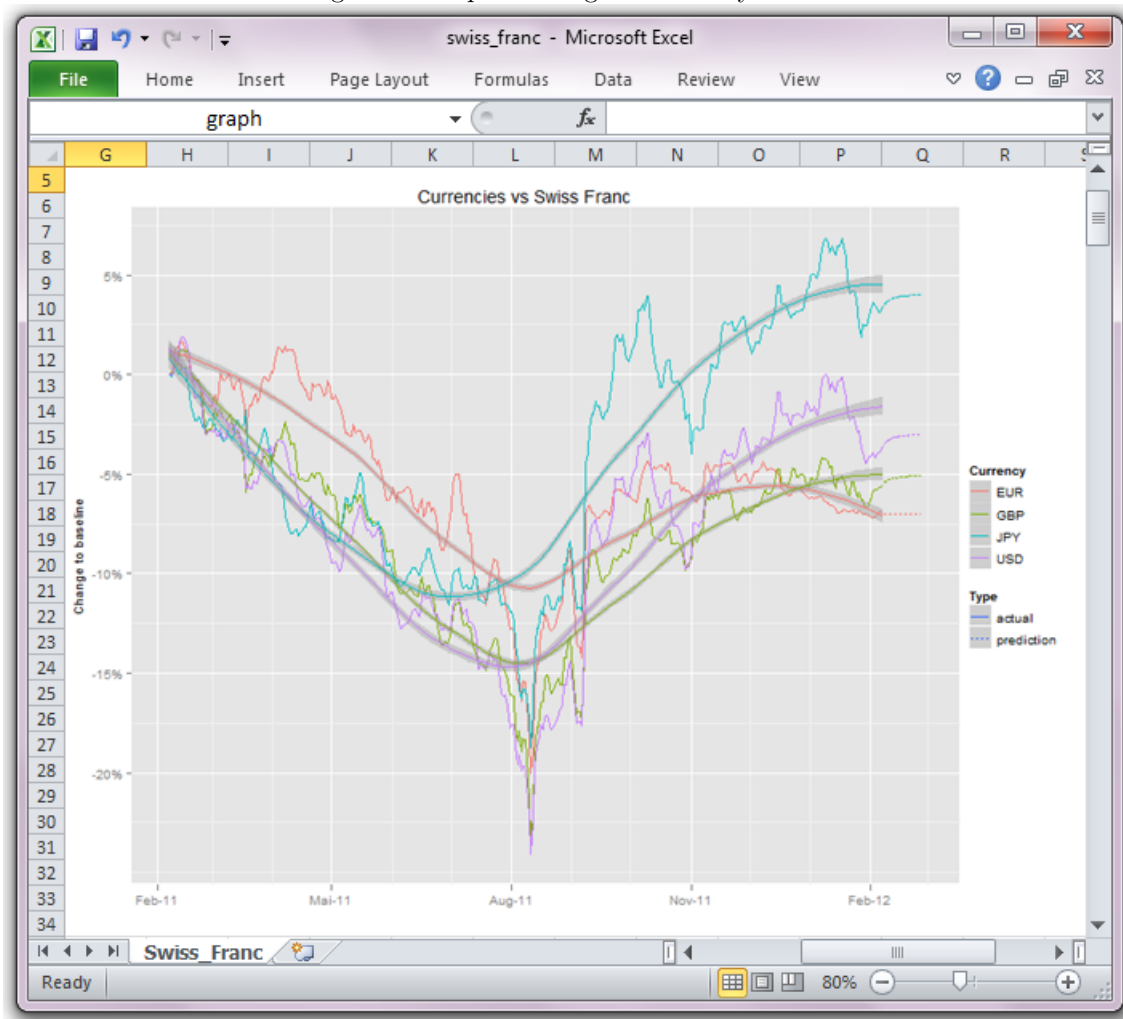 swiss_franc - Microsoft Excel
File Home Insert Page Layout Formulas Data Review View
graph fx
G H I J K L M N O P Q R
5
6
7
8
9
10
11
12
13
14
15
16
17
18
19
20
21
22
23
24
25
26
27
28
29
30
31
32
33
34
Currencies vs Swiss Franc
5%
0%
-5%
-10%
-15%
-20%
Change to baseline
Feb-11 Mai-11 Aug-11 Nov-11 Feb-12
Currency
EUR
GBP
JPY
USD
Type
actual
prediction
Swiss_Franc
Ready 80%